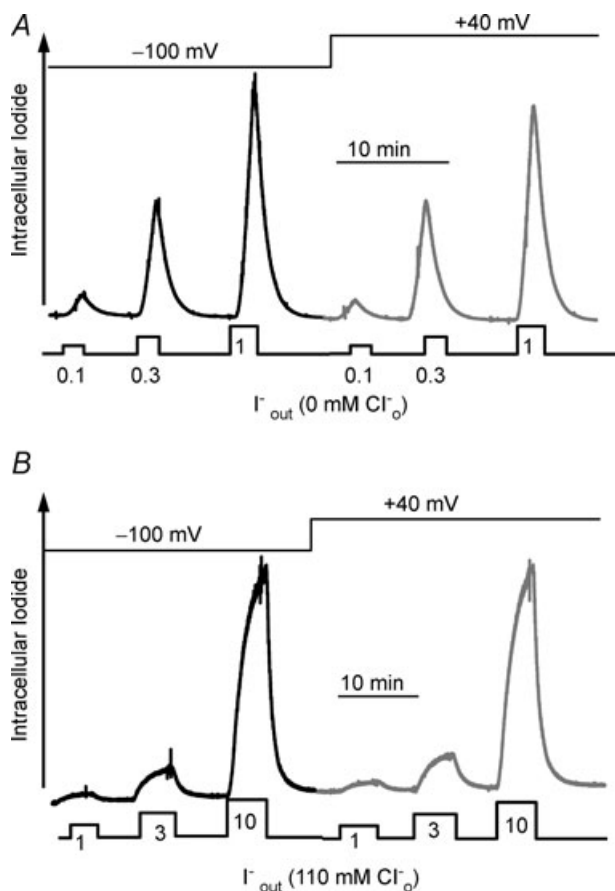 A
+40 mV
−100 mV
Intracellular Iodide
10 min
0.1 0.3 1 0.1 0.3 1
I⁻out (0 mM Cl⁻o)
B
+40 mV
−100 mV
Intracellular Iodide
10 min
1 3 10 1 3 10
I⁻out (110 mM Cl⁻o)